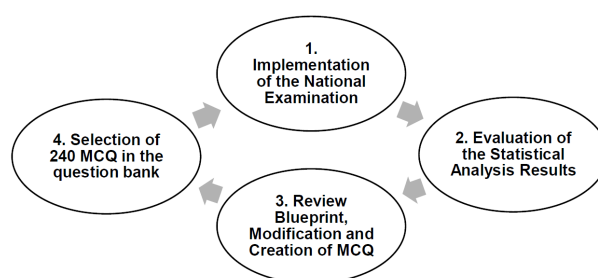 1.
Implementation
of the National
Examination
2. Evaluation of
the Statistical
Analysis Results
3. Review
Blueprint,
Modification and
Creation of MCQ
4. Selection of
240 MCQ in the
question bank